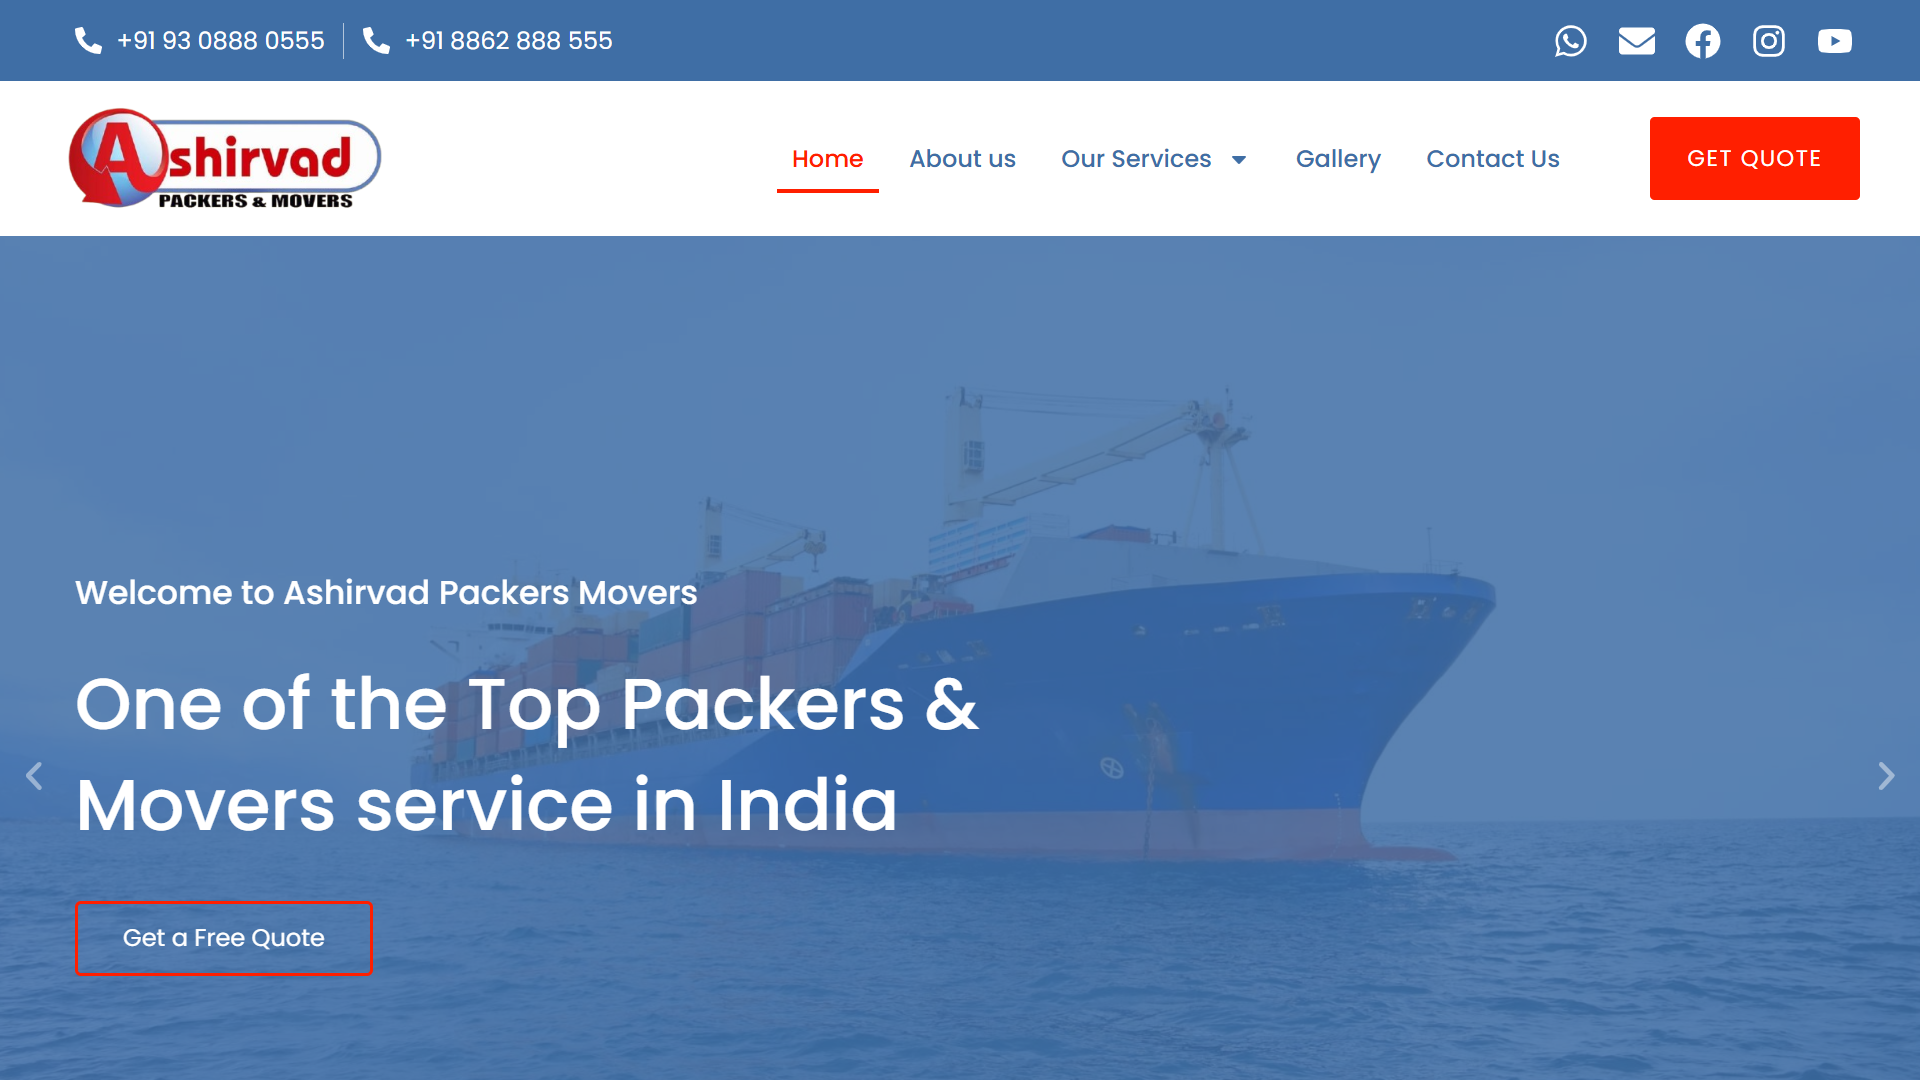 +91 93 0888 0555
+91 8862 888 555
Ashirvad
PACKERS & MOVERS
Home
About us
Our Services
Gallery
Contact Us
GET QUOTE
Welcome to Ashirvad Packers Movers
One of the Top Packers &
Movers service in India
Get a Free Quote